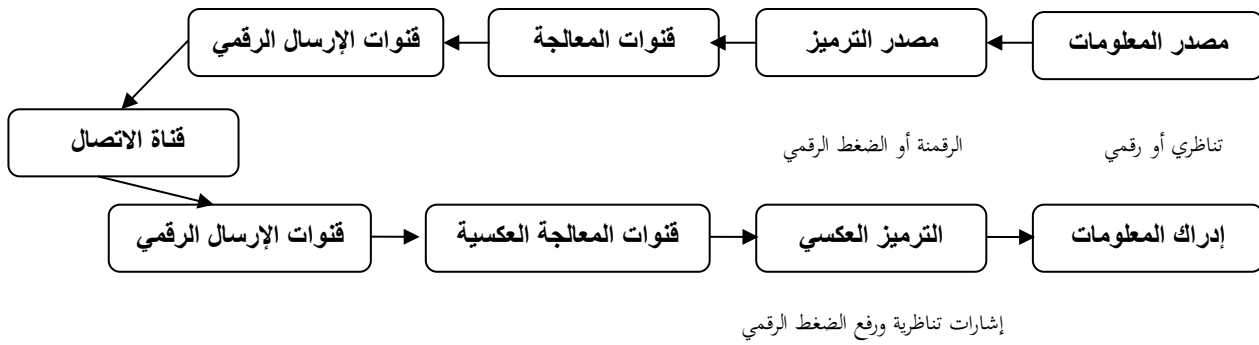 مصدر المعلومات
مصدر الترميز
قنوات المعالجة
قنوات الإرسال الرقمي
تناظري أو رقمي
الرقمنة أو الضغط الرقمي
قناة الاتصال
قنوات الإرسال الرقمي
قنوات المعالجة العكسية
الترميز العكسي
إدراك المعلومات
إشارات تناظرية ورفع الضغط الرقمي